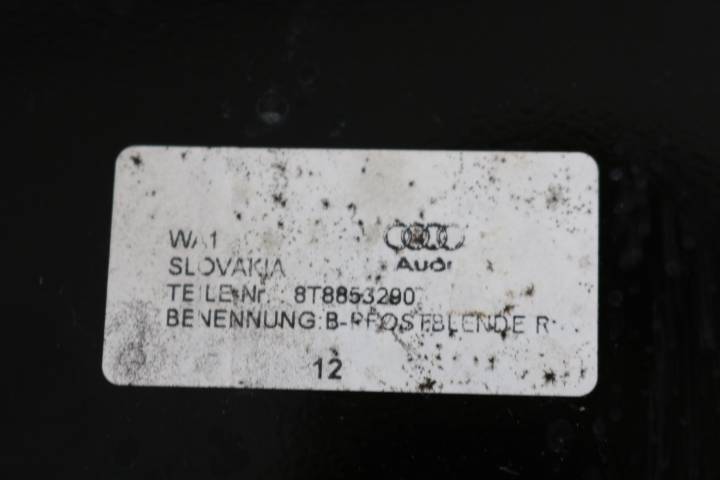 WA1
SLOVAKIA
Audi
TEILE-Nr. 8T8853290
BENENNUNG:B-PFOSTBLENDE R
12